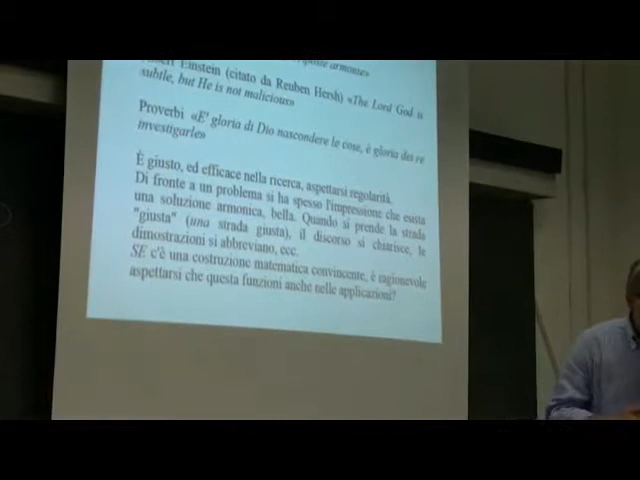 armonie»
Einstein (citato da Reuben Hersh) «The Lord God is
subtle, but He is not malicious»
Proverbi «E' gloria di Dio nascondere le cose, è gloria dei re
investigarle»
È giusto, ed efficace nella ricerca, aspettarsi regolarità.
Di fronte a un problema si ha spesso l'impressione che esista
una soluzione armonica, bella. Quando si prende la strada
"giusta" (una strada giusta), il discorso si chiarisce, le
dimostrazioni si abbreviano, ecc.
SE c'è una costruzione matematica convincente, è ragionevole
aspettarsi che questa funzioni anche nelle applicazioni?